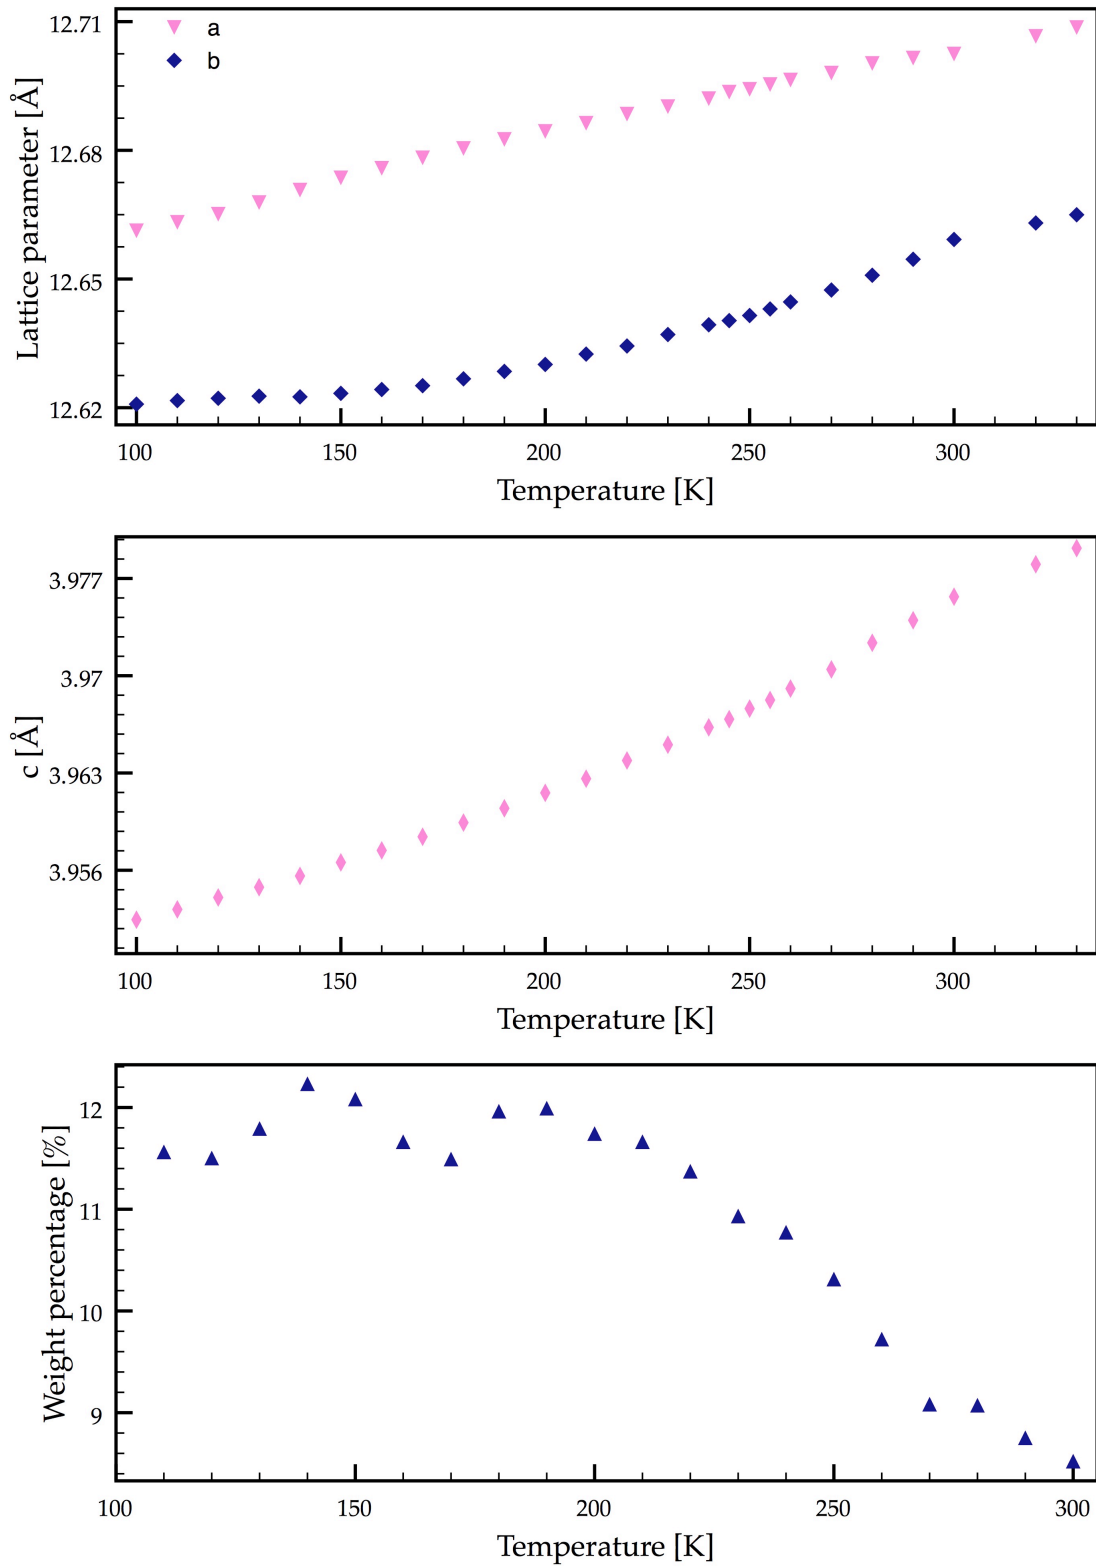 12.71
a
b
12.68
12.65
12.62
Lattice parameter [Å]
100 150 200 250 300
Temperature [K]
3.977
3.97
3.963
3.956
c [Å]
100 150 200 250 300
Temperature [K]
12
11
10
9
Weight percentage [%]
100 150 200 250 300
Temperature [K]